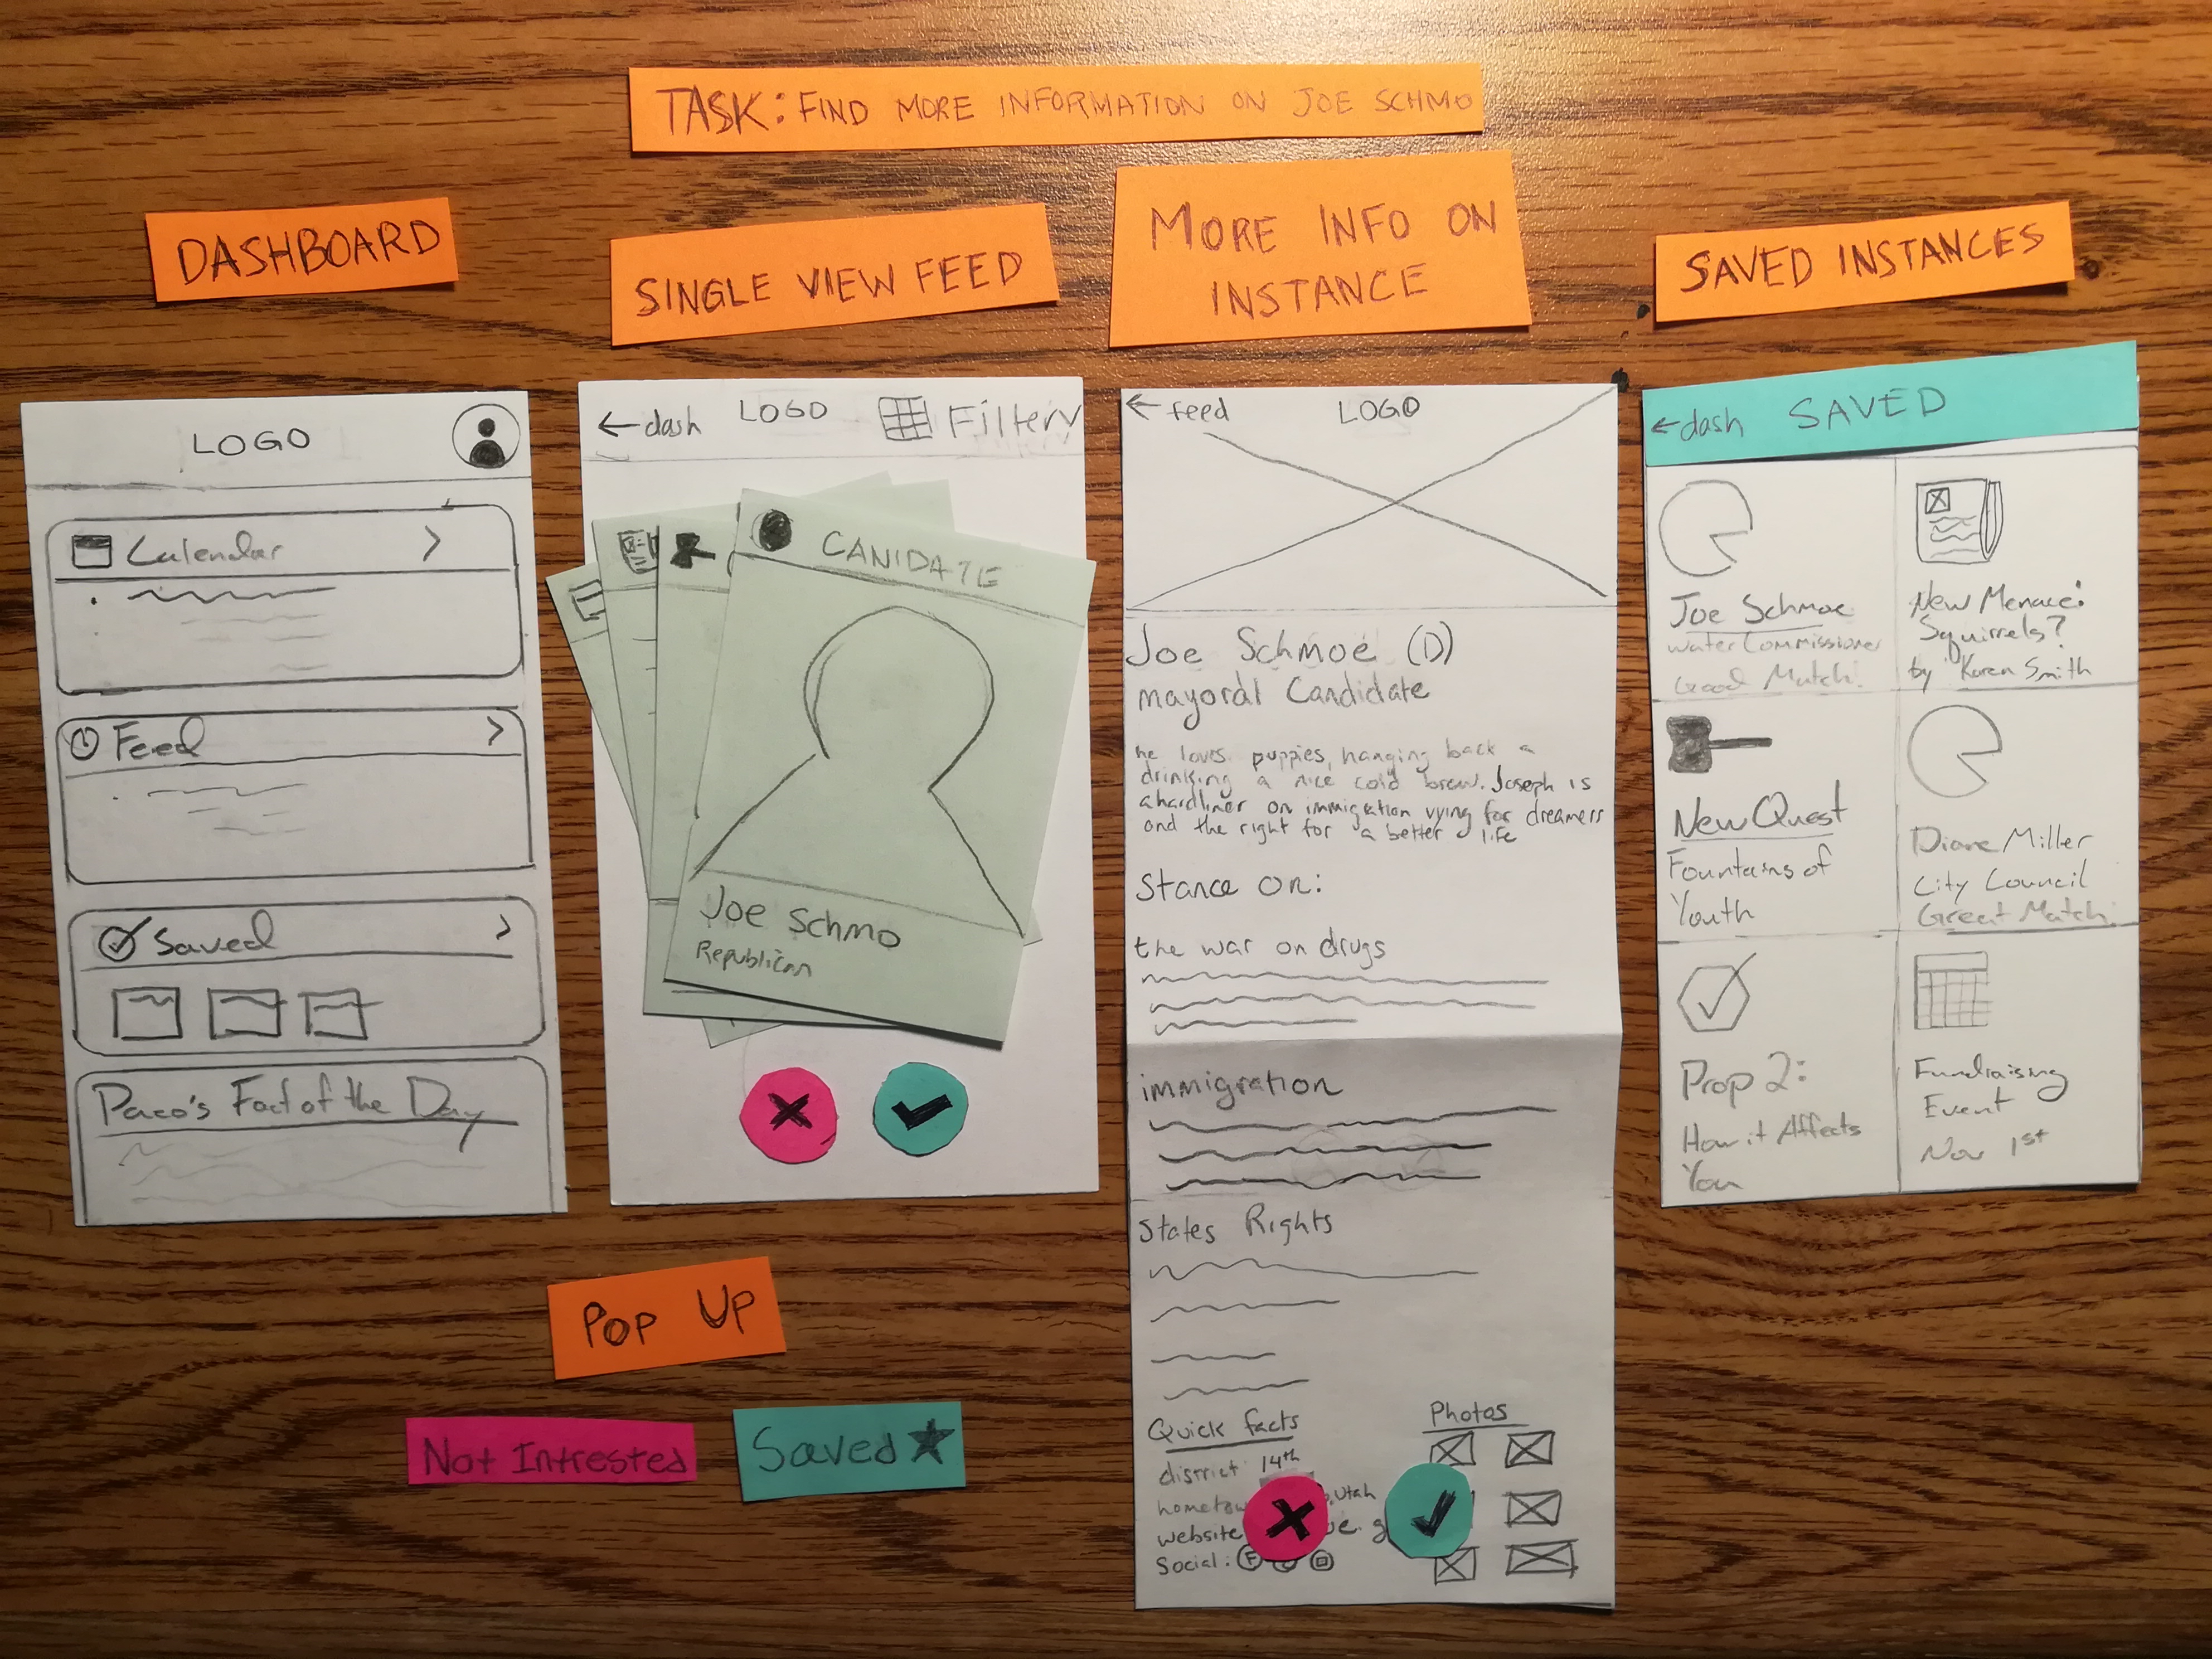 TASK: FIND MORE INFORMATION ON JOE SCHMO
DASHBOARD
SINGLE VIEW FEED
MORE INFO ON
INSTANCE
SAVED INSTANCES
LOGO
Calendar
Feed
Saved
Paco's Fact of the Day
← dash LOGO Filter
CANIDATE
Joe Schmo
Republican
← feed LOGO
Joe Schmoe (D)
mayoral Candidate
he loves puppies, hanging back a
drinking a nice cold brew. Joseph is
a hardliner on immigration vying for dreamers
and the right for a better life
Stance On:
the war on drugs
immigration
States Rights
Quick facts
district 14th
website
Social: F
Photos
← dash SAVED
Joe Schmoe
Water Commissioner
Good Match!
New Menace:
Squirrels?
by Karen Smith
New Quest
Fountains of
Youth
Diane Miller
City Council
Great Match!
Prop 2:
How it Affects
You
Fundraising
Event
Nov 1st
POP UP
Not Intrested
Saved ★